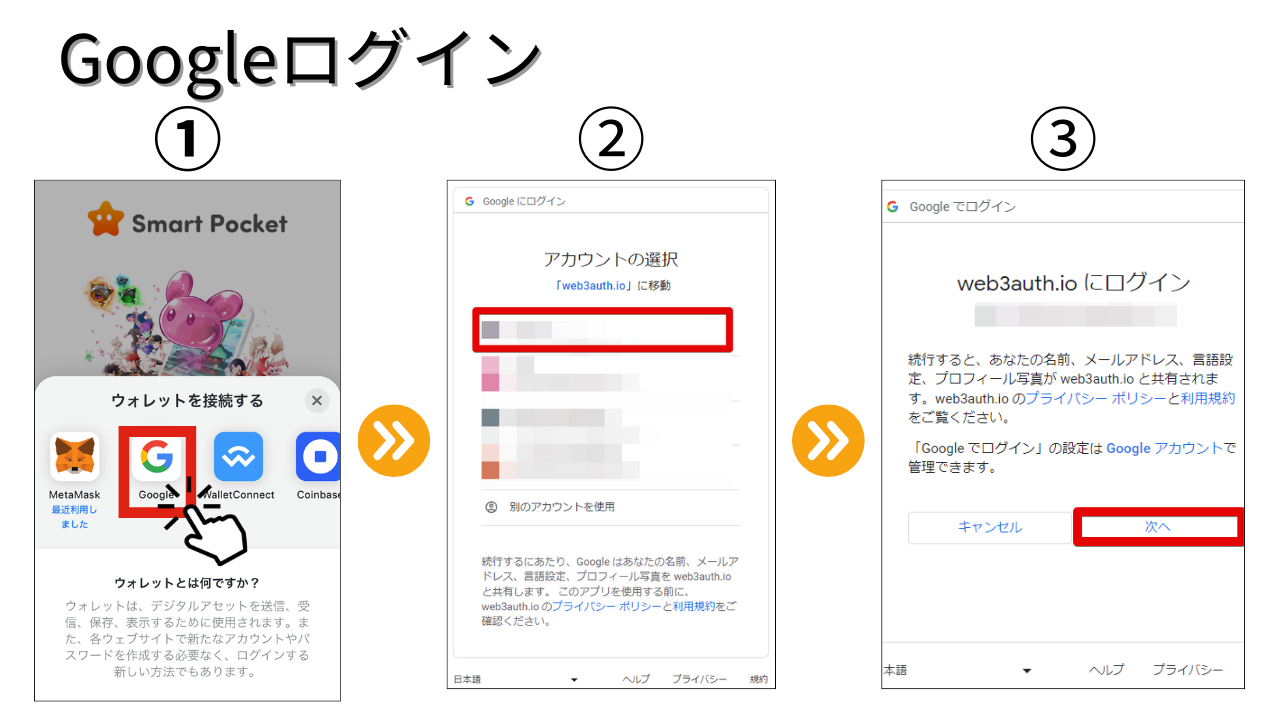 Googleログイン
①
Smart Pocket
ウォレットを接続する
MetaMask
最近利用し
ました
Google
WalletConnect
Coinbase
ウォレットとは何ですか？
ウォレットは、デジタルアセットを送信、受
信、保存、表示するために使用されます。ま
た、各ウェブサイトで新たなアカウントやパ
スワードを作成する必要なく、ログインする
新しい方法でもあります。
②
Google にログイン
アカウントの選択
「web3auth.io」に移動
別のアカウントを使用
続行するにあたり、Google はあなたの名前、メールア
ドレス、言語設定、プロフィール写真を web3auth.io
と共有します。このアプリを使用する前に、
web3auth.io のプライバシー ポリシーと利用規約をご
確認ください。
日本語
ヘルプ
プライバシー
規約
③
Google でログイン
web3auth.io にログイン
続行すると、あなたの名前、メールアドレス、言語設
定、プロフィール写真が web3auth.io と共有されま
す。web3auth.io のプライバシー ポリシーと利用規約
をご覧ください。
「Google でログイン」の設定は Google アカウントで
管理できます。
キャンセル
次へ
本語
ヘルプ
プライバシー